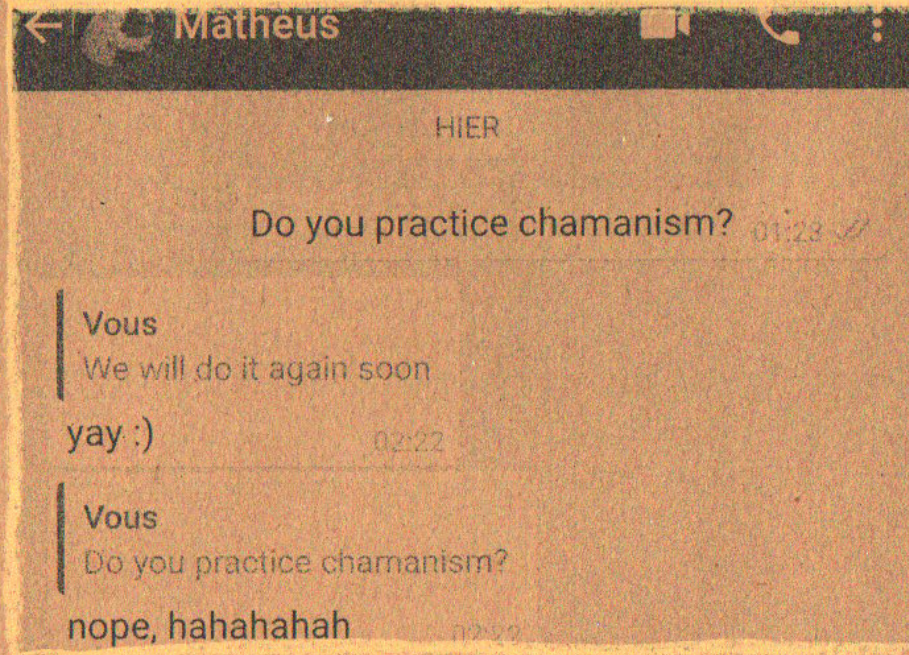 Matheus
HIER
Do you practice chamanism? 01:23
Vous
We will do it again soon
yay :) 02:22
Vous
Do you practice chamanism?
nope, hahahahah 02:22